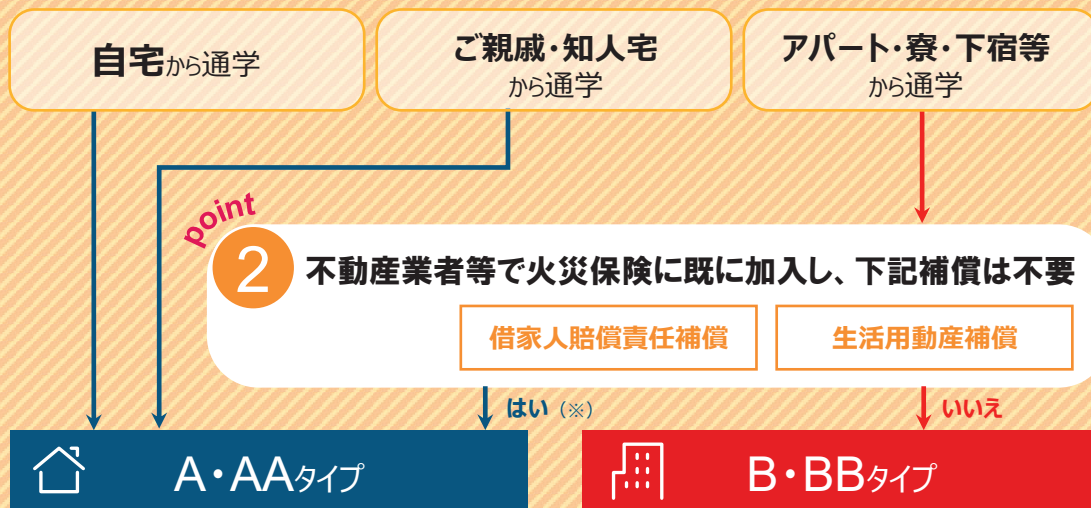 自宅から通学
ご親戚・知人宅
から通学
アパート・寮・下宿等
から通学
point
2
不動産業者等で火災保険に既に加入し、下記補償は不要
借家人賠償責任補償
生活用動産補償
はい（※）
いいえ
A・AAタイプ
B・BBタイプ